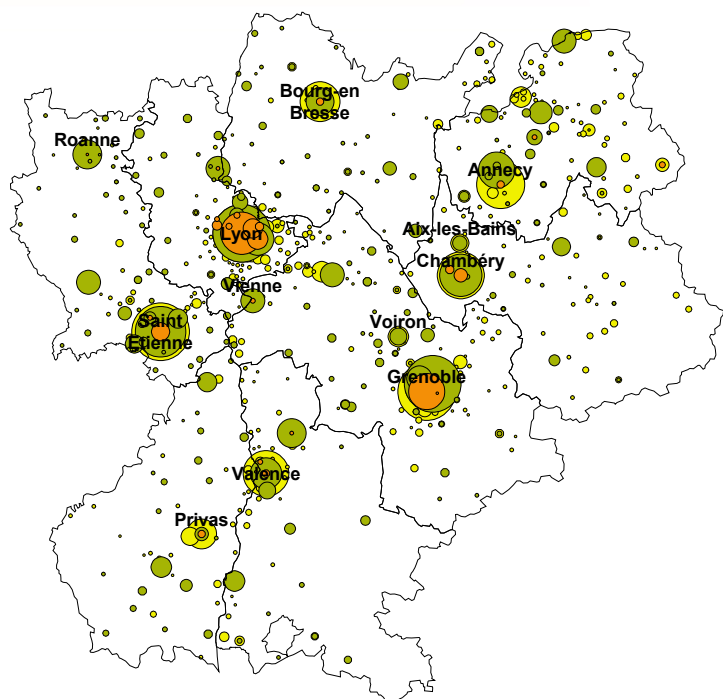 Bourg-en
Bresse
Roanne
Annecy
Lyon
Aix-les-Bains
Chambéry
Vienne
Saint
Etienne
Voiron
Grenoble
Valence
Privas